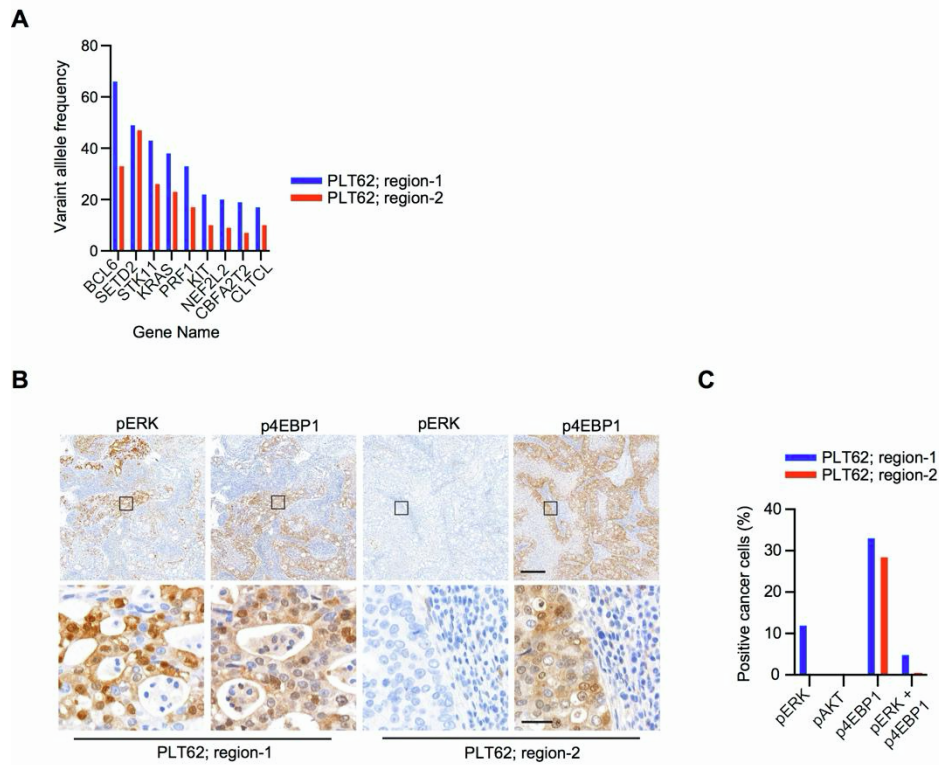 A
80
60
40
20
0
Varaint allele frequency
BCL6
SETD2
STK11
KRAS
PRF1
KIT
NEF2L2
CBFA2T2
CLTCL
Gene Name
PLT62; region-1
PLT62; region-2
B
pERK p4EBP1 pERK p4EBP1
PLT62; region-1 PLT62; region-2
C
PLT62; region-1
PLT62; region-2
40
30
20
10
0
Positive cancer cells (%)
pERK
pAKT
p4EBP1
pERK +
p4EBP1